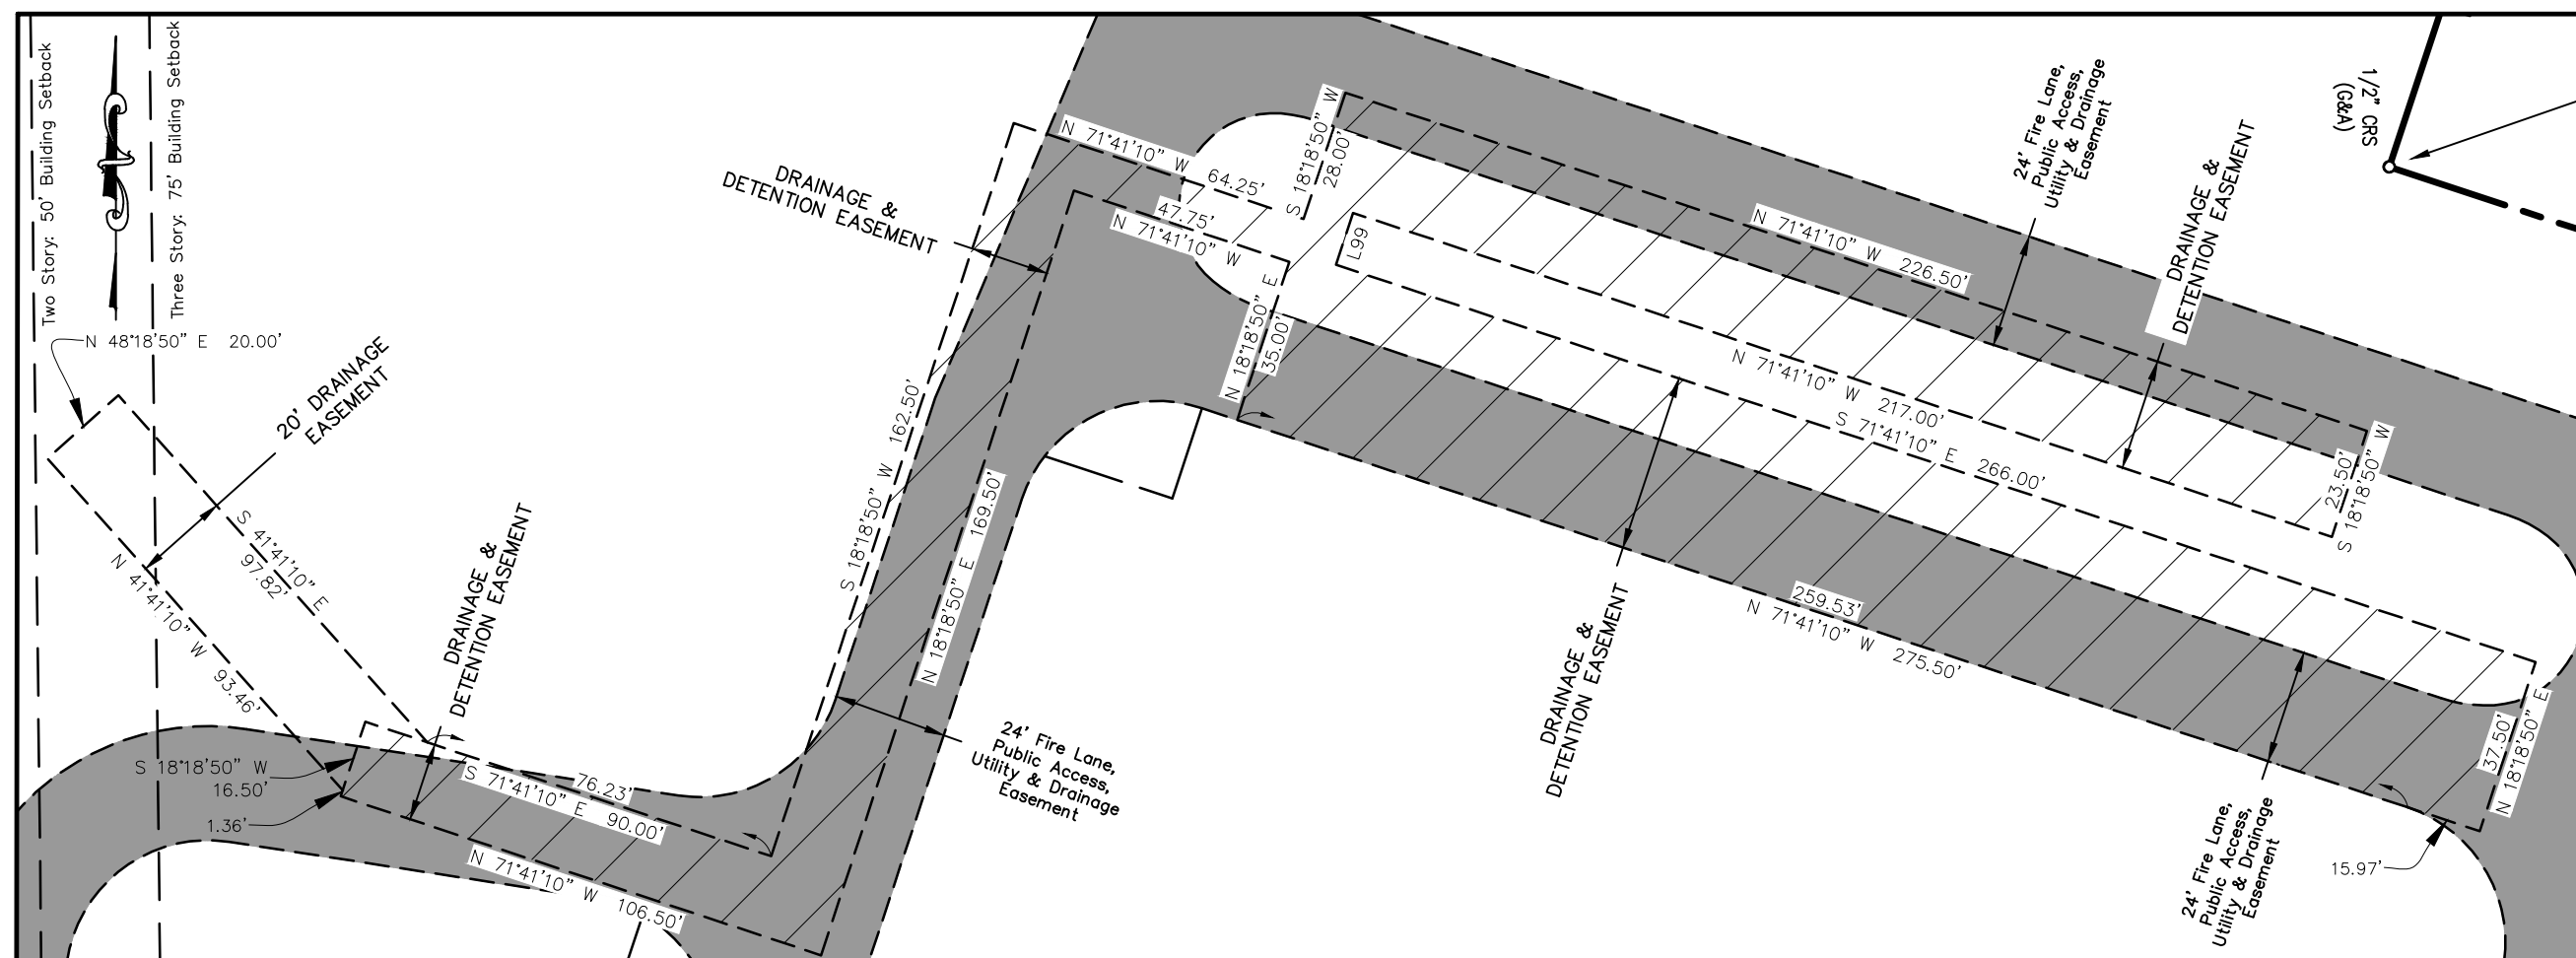 Two Story: 50' Building Setback
Three Story: 75' Building Setback
N 48°18'50" E 20.00'
20' DRAINAGE
EASEMENT
S 41°41'10" E
97.82'
N 41°41'10" W 93.46'
DRAINAGE &
DETENTION EASEMENT
S 18°18'50" W
16.50'
1.36'
76.23'
S 71°41'10" E 90.00'
N 71°41'10" W 106.50'
DRAINAGE &
DETENTION EASEMENT
S 18°18'50" W 162.50'
N 18°18'50" E 169.50'
24' Fire Lane,
Public Access,
Utility & Drainage
Easement
N 71°41'10" W 64.25'
47.75'
N 71°41'10" W
S 18°18'50" W
28.00'
L99
N 18°18'50" E
35.00'
N 71°41'10" W 226.50'
N 71°41'10" W 217.00'
S 71°41'10" E 266.00'
24' Fire Lane,
Public Access,
Utility & Drainage
Easement
DRAINAGE &
DETENTION EASEMENT
1/2" CRS
(G&A)
23.50'
S 18°18'50" W
259.53'
N 71°41'10" W 275.50'
DRAINAGE &
DETENTION EASEMENT
37.50'
N 18°18'50" E
15.97'
24' Fire Lane,
Public Access,
Utility & Drainage
Easement